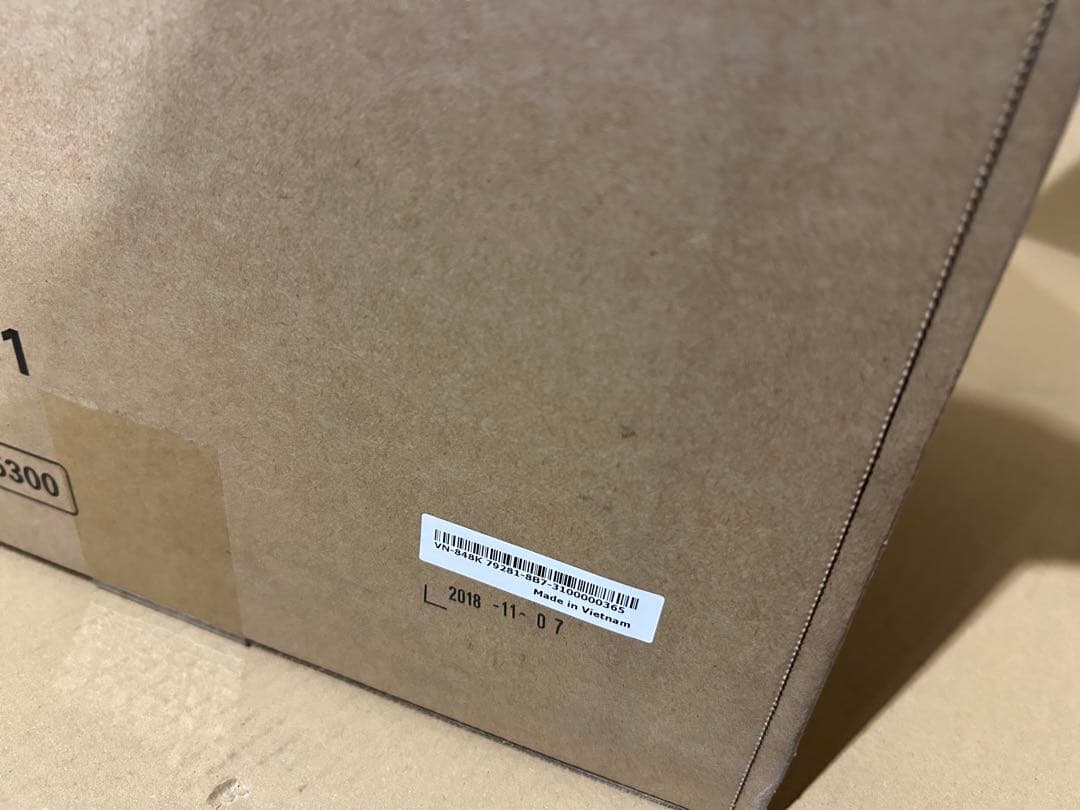 1
5300
VN-848K 79281-8B7-3100000365
Made in Vietnam
2018 -11- 07